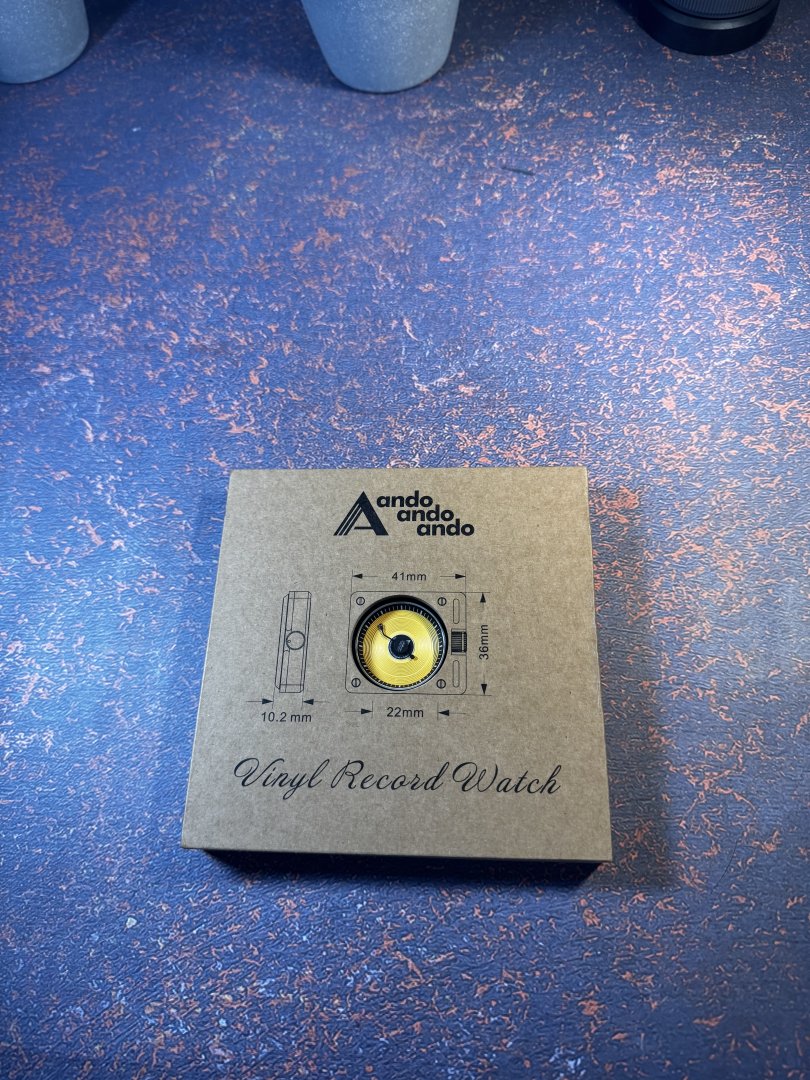 A ando
ando
ando
41mm
36mm
10.2 mm
22mm
Vinyl Record Watch